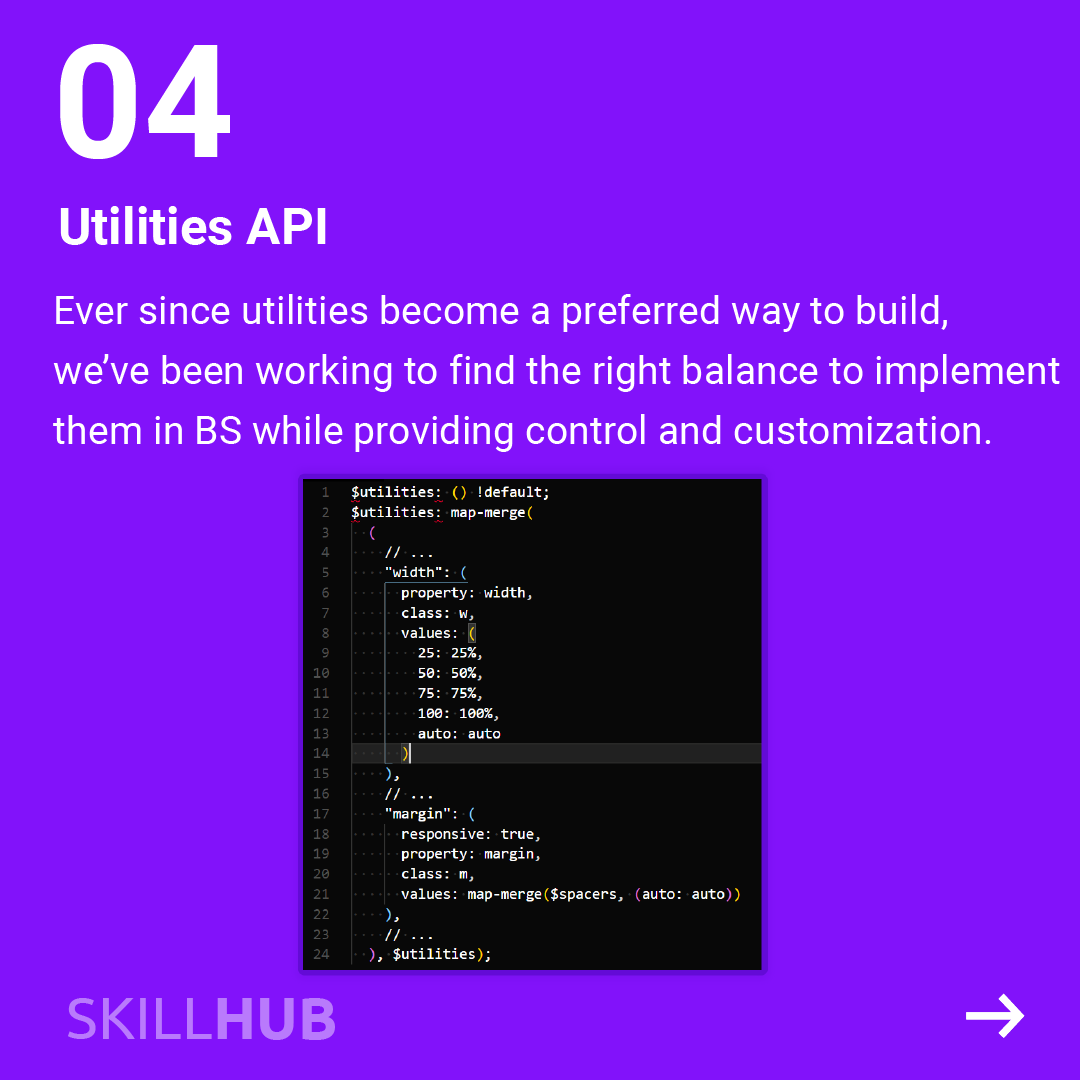 04
Utilities API
Ever since utilities become a preferred way to build,
we’ve been working to find the right balance to implement
them in BS while providing control and customization.
1 $utilities: () !default;
2 $utilities: map-merge(
3 (
4 // ...
5 "width": (
6 property: width,
7 class: w,
8 values: (
9 25: 25%,
10 50: 50%,
11 75: 75%,
12 100: 100%,
13 auto: auto
14 )
15 ),
16 // ...
17 "margin": (
18 responsive: true,
19 property: margin,
20 class: m,
21 values: map-merge($spacers, (auto: auto))
22 ),
23 // ...
24 ), $utilities);
SKILLHUB